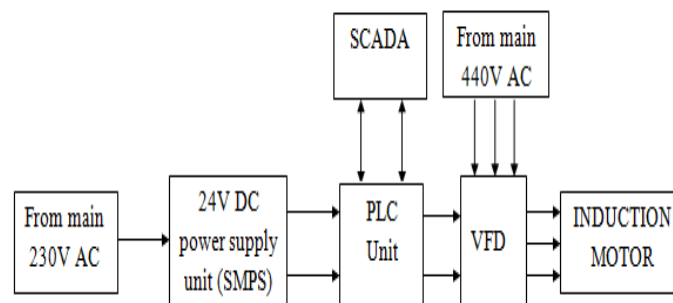 SCADA
From main
440V AC
From main
230V AC
24V DC
power supply
unit (SMPS)
PLC
Unit
VFD
INDUCTION
MOTOR